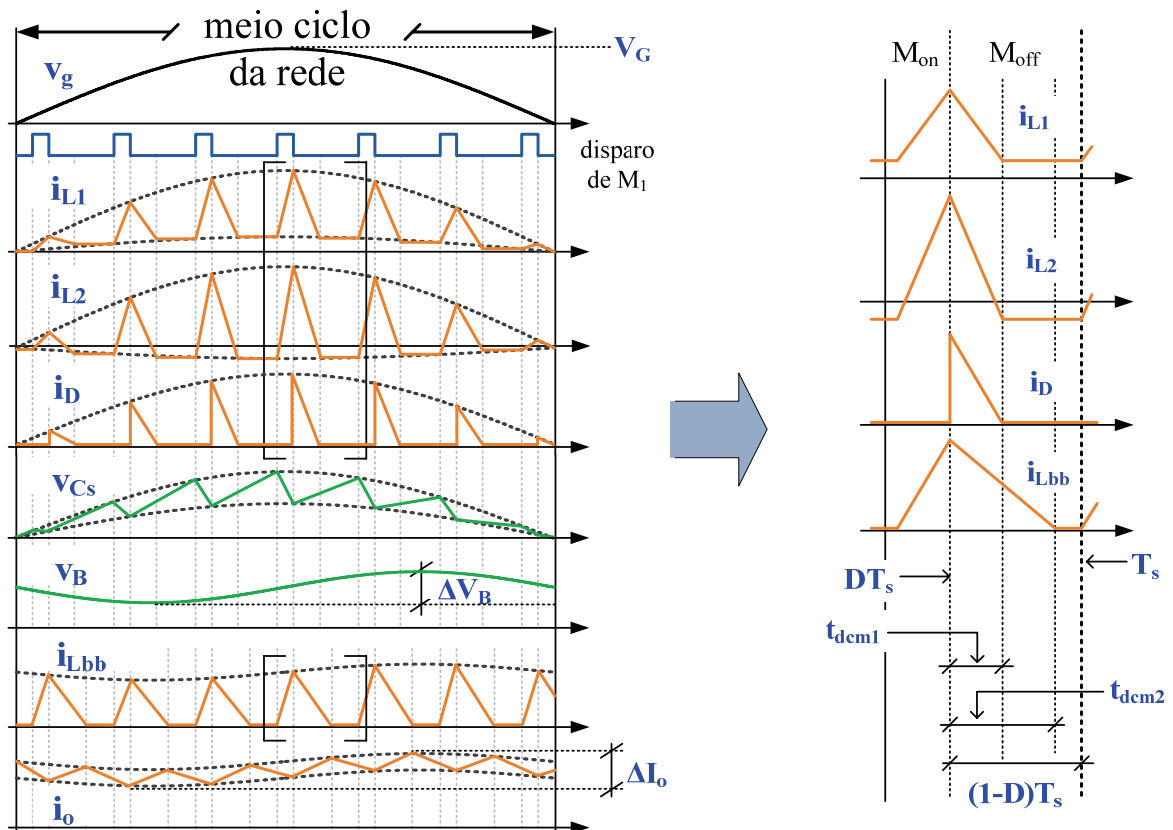 meio ciclo
da rede
V_G
v_g
disparo
de M_1
i_L1
i_L2
i_D
v_Cs
v_B
ΔV_B
i_Lbb
ΔI_o
i_o
M_on
M_off
i_L1
i_L2
i_D
i_Lbb
DT_s
T_s
t_dcm1
t_dcm2
(1-D)T_s